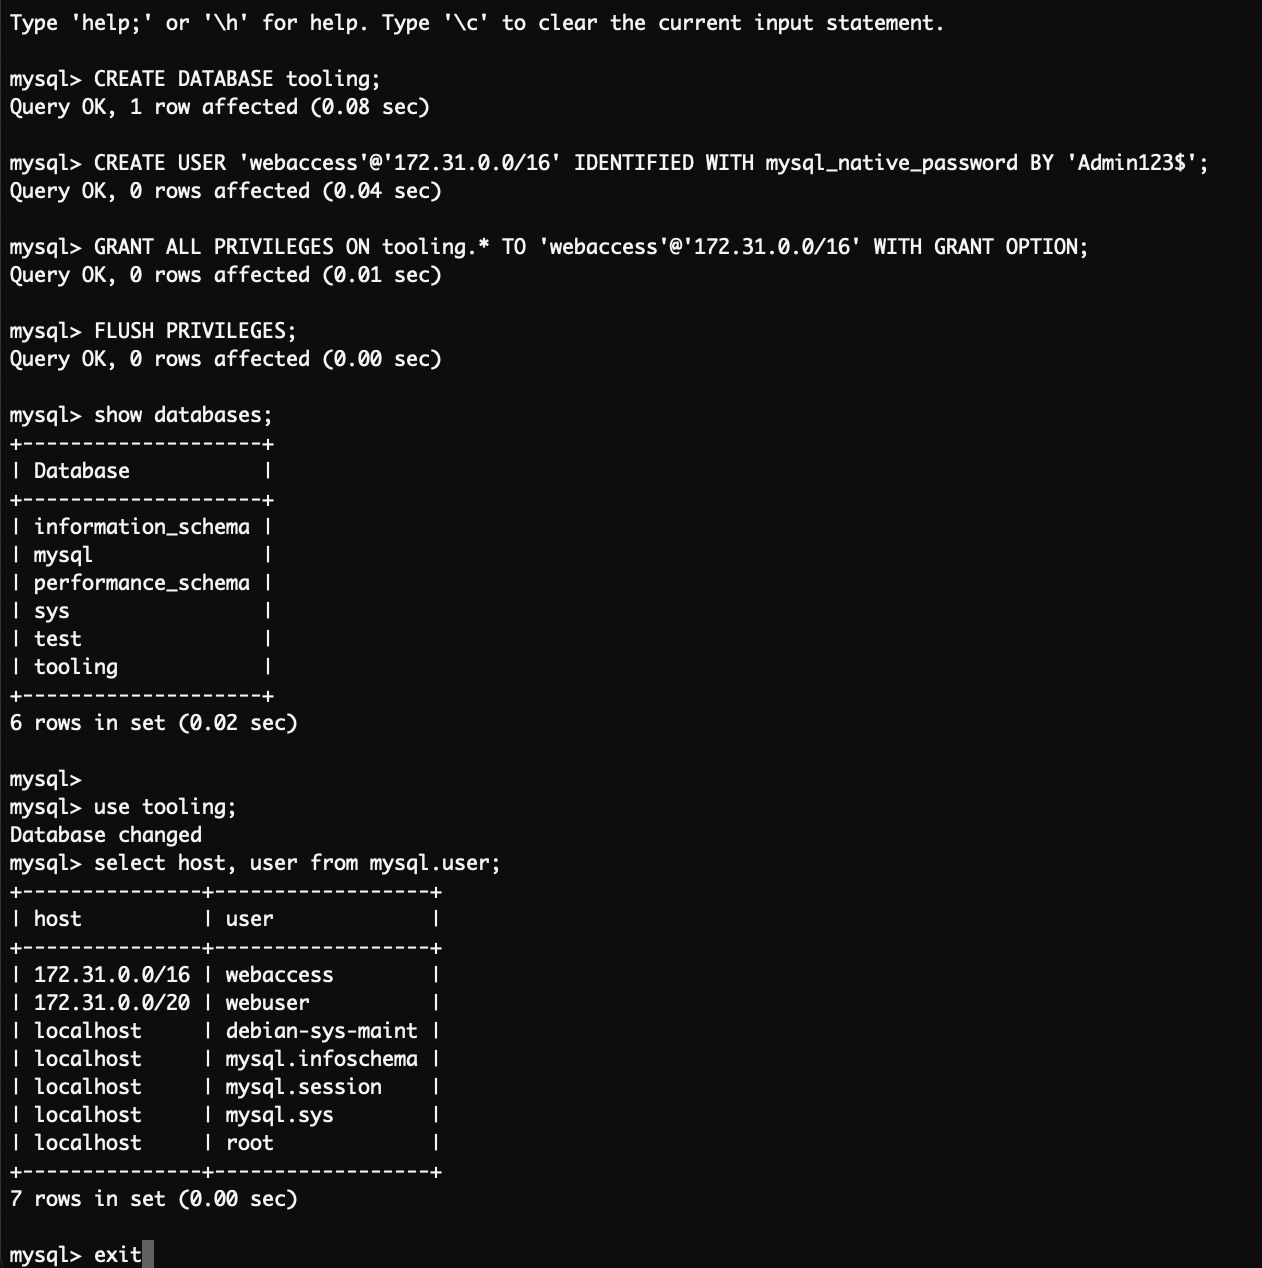 Type 'help;' or '\h' for help. Type '\c' to clear the current input statement.
mysql> CREATE DATABASE tooling;
Query OK, 1 row affected (0.08 sec)
mysql> CREATE USER 'webaccess'@'172.31.0.0/16' IDENTIFIED WITH mysql_native_password BY 'Admin123$';
Query OK, 0 rows affected (0.04 sec)
mysql> GRANT ALL PRIVILEGES ON tooling.* TO 'webaccess'@'172.31.0.0/16' WITH GRANT OPTION;
Query OK, 0 rows affected (0.01 sec)
mysql> FLUSH PRIVILEGES;
Query OK, 0 rows affected (0.00 sec)
mysql> show databases;
+--------------------+
| Database           |
+--------------------+
| information_schema |
| mysql              |
| performance_schema |
| sys                |
| test               |
| tooling            |
+--------------------+
6 rows in set (0.02 sec)
mysql>
mysql> use tooling;
Database changed
mysql> select host, user from mysql.user;
+---------------+------------------+
| host          | user             |
+---------------+------------------+
| 172.31.0.0/16 | webaccess        |
| 172.31.0.0/20 | webuser          |
| localhost     | debian-sys-maint |
| localhost     | mysql.infoschema |
| localhost     | mysql.session    |
| localhost     | mysql.sys        |
| localhost     | root             |
+---------------+------------------+
7 rows in set (0.00 sec)
mysql> exit